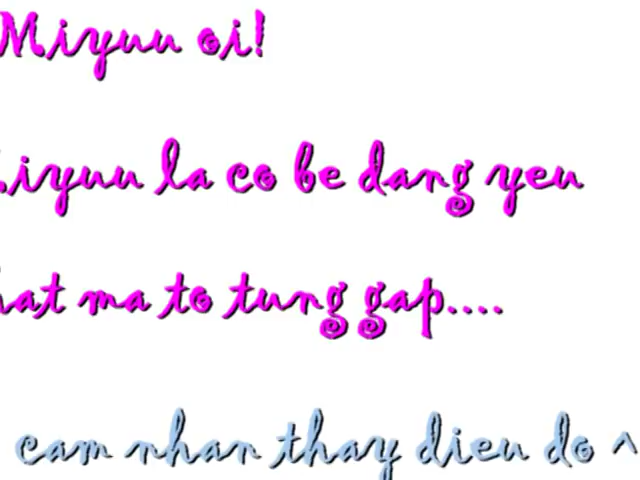 Miyuu oi!
iyuu la co be dang yeu
hat ma to tung gap....
cam nhan thay dieu do ^